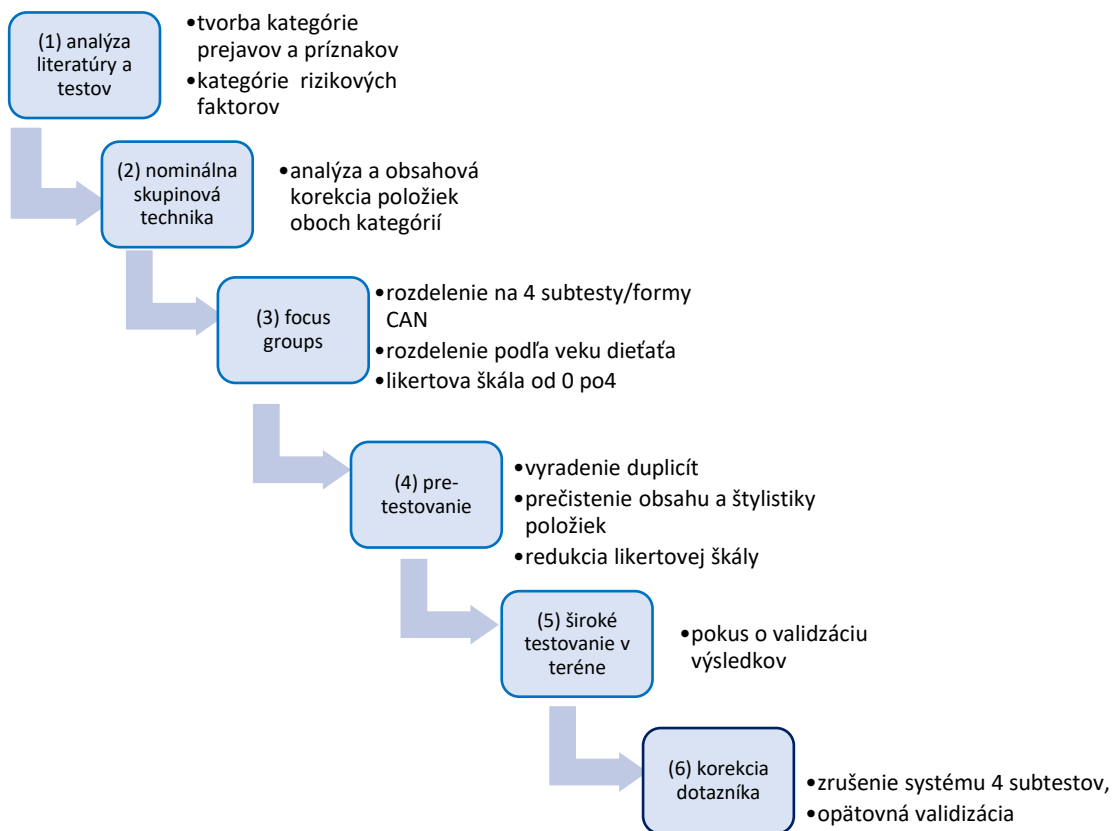 (1) analýza
literatúry a
testov
•tvorba kategórie
prejavov a príznakov
•kategórie rizikových
faktorov
(2) nominálna
skupinová
technika
•analýza a obsahová
korekcia položiek
oboch kategórií
(3) focus
groups
•rozdelenie na 4 subtesty/formy
CAN
•rozdelenie podľa veku dieťaťa
•likertova škála od 0 po4
(4) pre-
testovanie
•vyradenie duplicít
•prečistenie obsahu a štylistiky
položiek
•redukcia likertovej škály
(5) široké
testovanie v
teréne
•pokus o validzáciu
výsledkov
(6) korekcia
dotazníka
•zrušenie systému 4 subtestov,
•opätovná validizácia